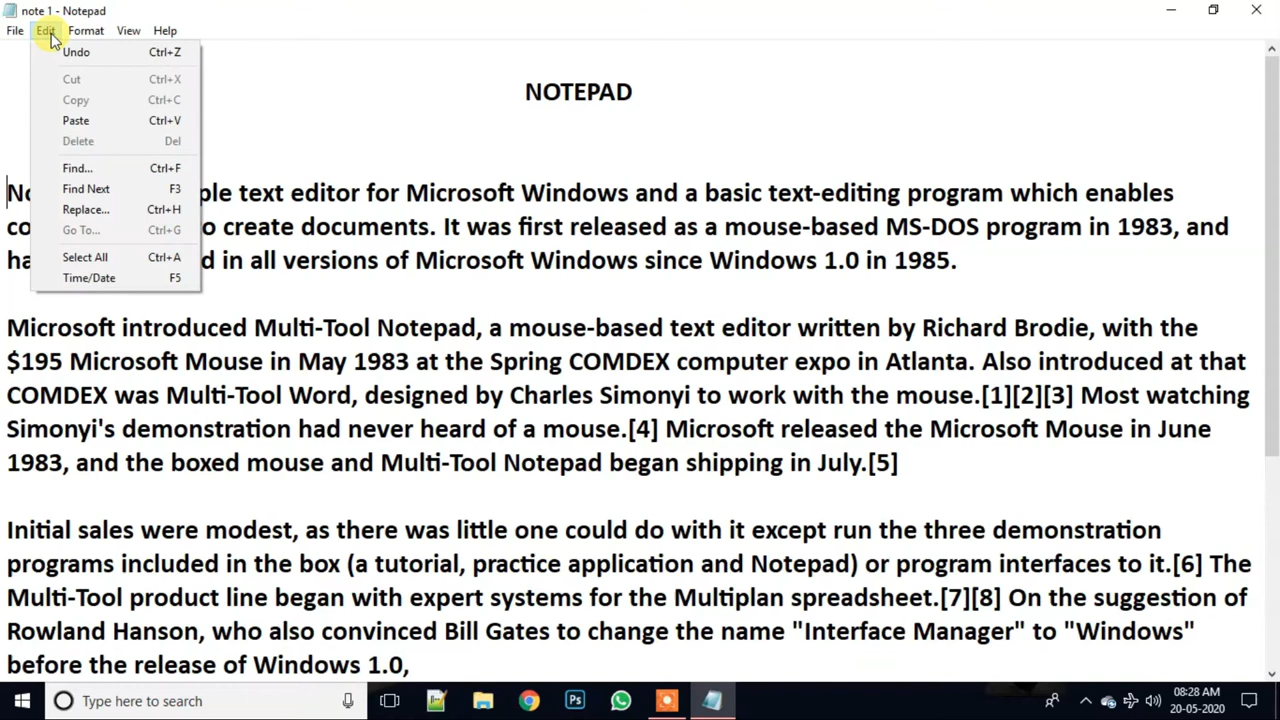 note 1 - Notepad
File Edit Format View Help
Undo Ctrl+Z
Cut Ctrl+X
Copy Ctrl+C
Paste Ctrl+V
Delete Del
Find... Ctrl+F
Find Next F3
Replace... Ctrl+H
Go To... Ctrl+G
Select All Ctrl+A
Time/Date F5
NOTEPAD
text editor for Microsoft Windows and a basic text-editing program which enables
create documents. It was first released as a mouse-based MS-DOS program in 1983, and
in all versions of Microsoft Windows since Windows 1.0 in 1985.
Microsoft introduced Multi-Tool Notepad, a mouse-based text editor written by Richard Brodie, with the
$195 Microsoft Mouse in May 1983 at the Spring COMDEX computer expo in Atlanta. Also introduced at that
COMDEX was Multi-Tool Word, designed by Charles Simonyi to work with the mouse.[1][2][3] Most watching
Simonyi's demonstration had never heard of a mouse.[4] Microsoft released the Microsoft Mouse in June
1983, and the boxed mouse and Multi-Tool Notepad began shipping in July.[5]
Initial sales were modest, as there was little one could do with it except run the three demonstration
programs included in the box (a tutorial, practice application and Notepad) or program interfaces to it.[6] The
Multi-Tool product line began with expert systems for the Multiplan spreadsheet.[7][8] On the suggestion of
Rowland Hanson, who also convinced Bill Gates to change the name "Interface Manager" to "Windows"
before the release of Windows 1.0,
Type here to search
Ps
08:28 AM
20-05-2020